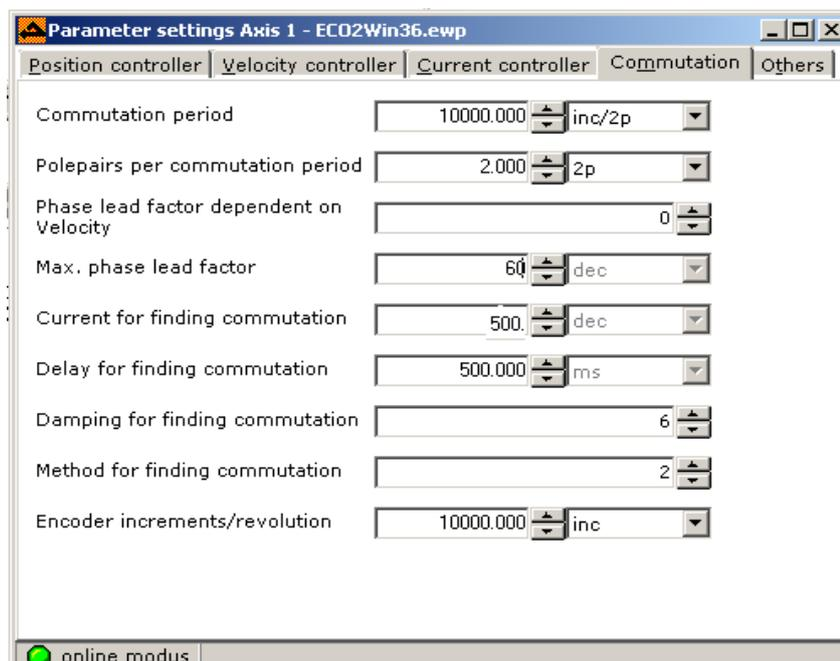 Parameter settings Axis 1 - ECO2Win36.ewp
Position controller Velocity controller Current controller Commutation Others
Commutation period 10000.000 inc/2p
Polepairs per commutation period 2.000 2p
Phase lead factor dependent on
Velocity 0
Max. phase lead factor 60 dec
Current for finding commutation 500. dec
Delay for finding commutation 500.000 ms
Damping for finding commutation 6
Method for finding commutation 2
Encoder increments/revolution 10000.000 inc
online modus